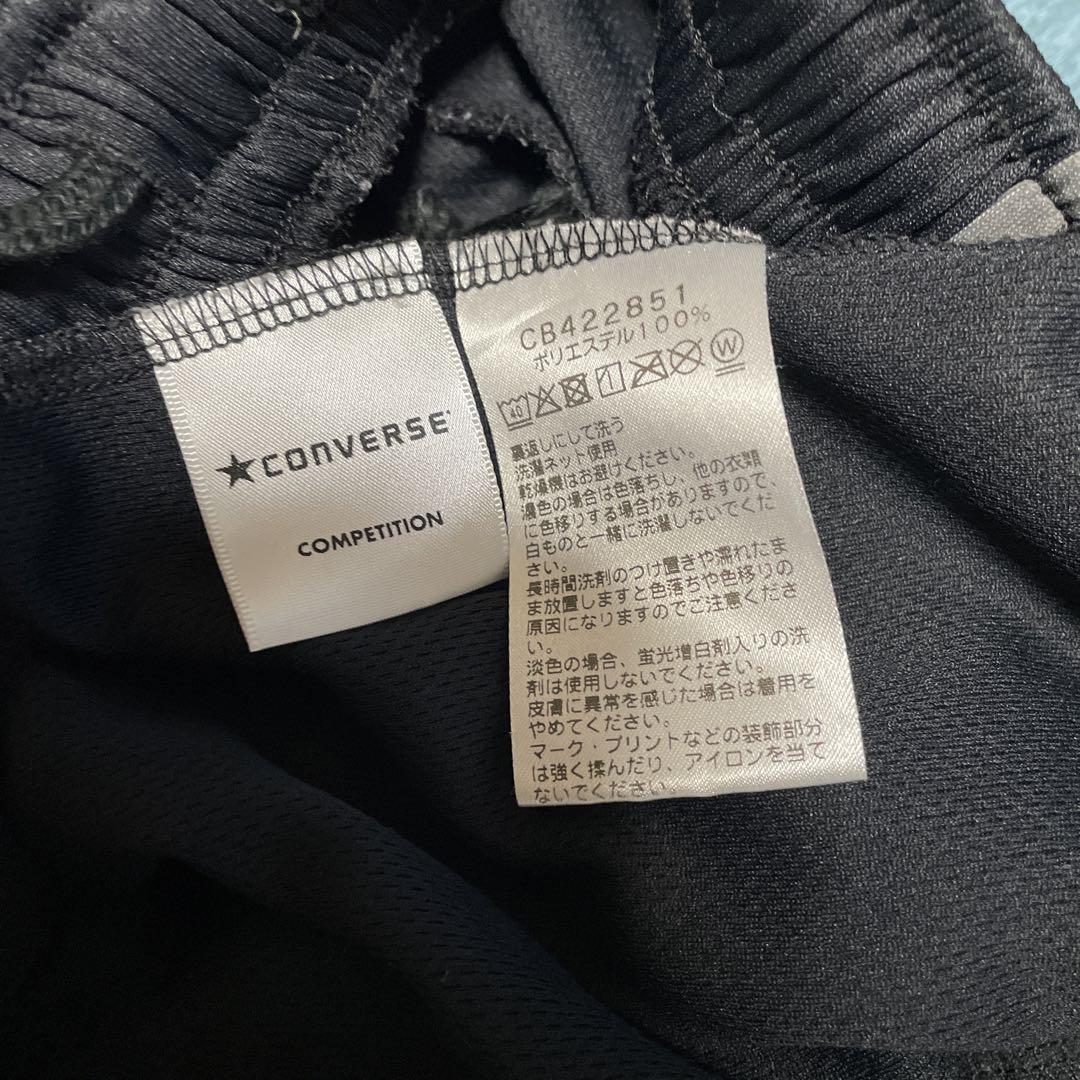 CONVERSE
COMPETITION
CB422851
ポリエステル100%
40 W
裏返しにして洗う
洗濯ネット使用
乾燥機はお避けください。
濃色の場合は色落ちし、他の衣類
に色移りする場合がありますので、
白ものと一緒に洗濯しないでくだ
さい。
長時間洗剤のつけ置きや濡れたま
ま放置しますと色落ちや色移りの
原因になりますのでご注意くださ
い。
淡色の場合、蛍光増白剤入りの洗
剤は使用しないでください。
皮膚に異常を感じた場合は着用を
やめてください。
マーク・プリントなどの装飾部分
は強く揉んだり、アイロンを当て
ないでください。